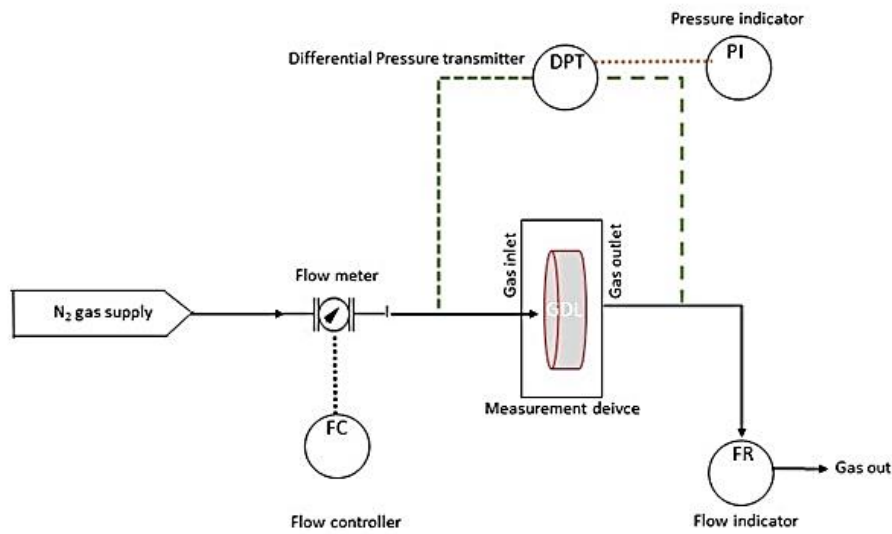 Pressure indicator
Differential Pressure transmitter
DPT
PI
Gas inlet
Gas outlet
Flow meter
N₂ gas supply
GDL
Measurement deivce
FC
FR
Gas out
Flow controller
Flow indicator